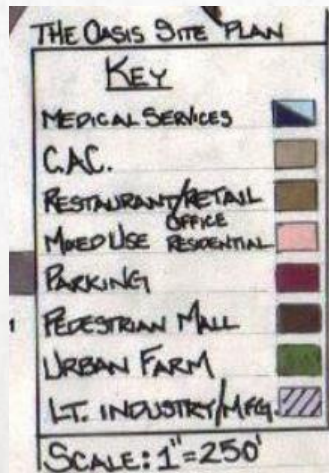 THE OASIS SITE PLAN
KEY
MEDICAL SERVICES
C.A.C.
RESTAURANT/RETAIL
OFFICE
MIXED USE RESIDENTIAL
PARKING
PEDESTRIAN MALL
URBAN FARM
LT. INDUSTRY/MFG.
SCALE: 1"=250'